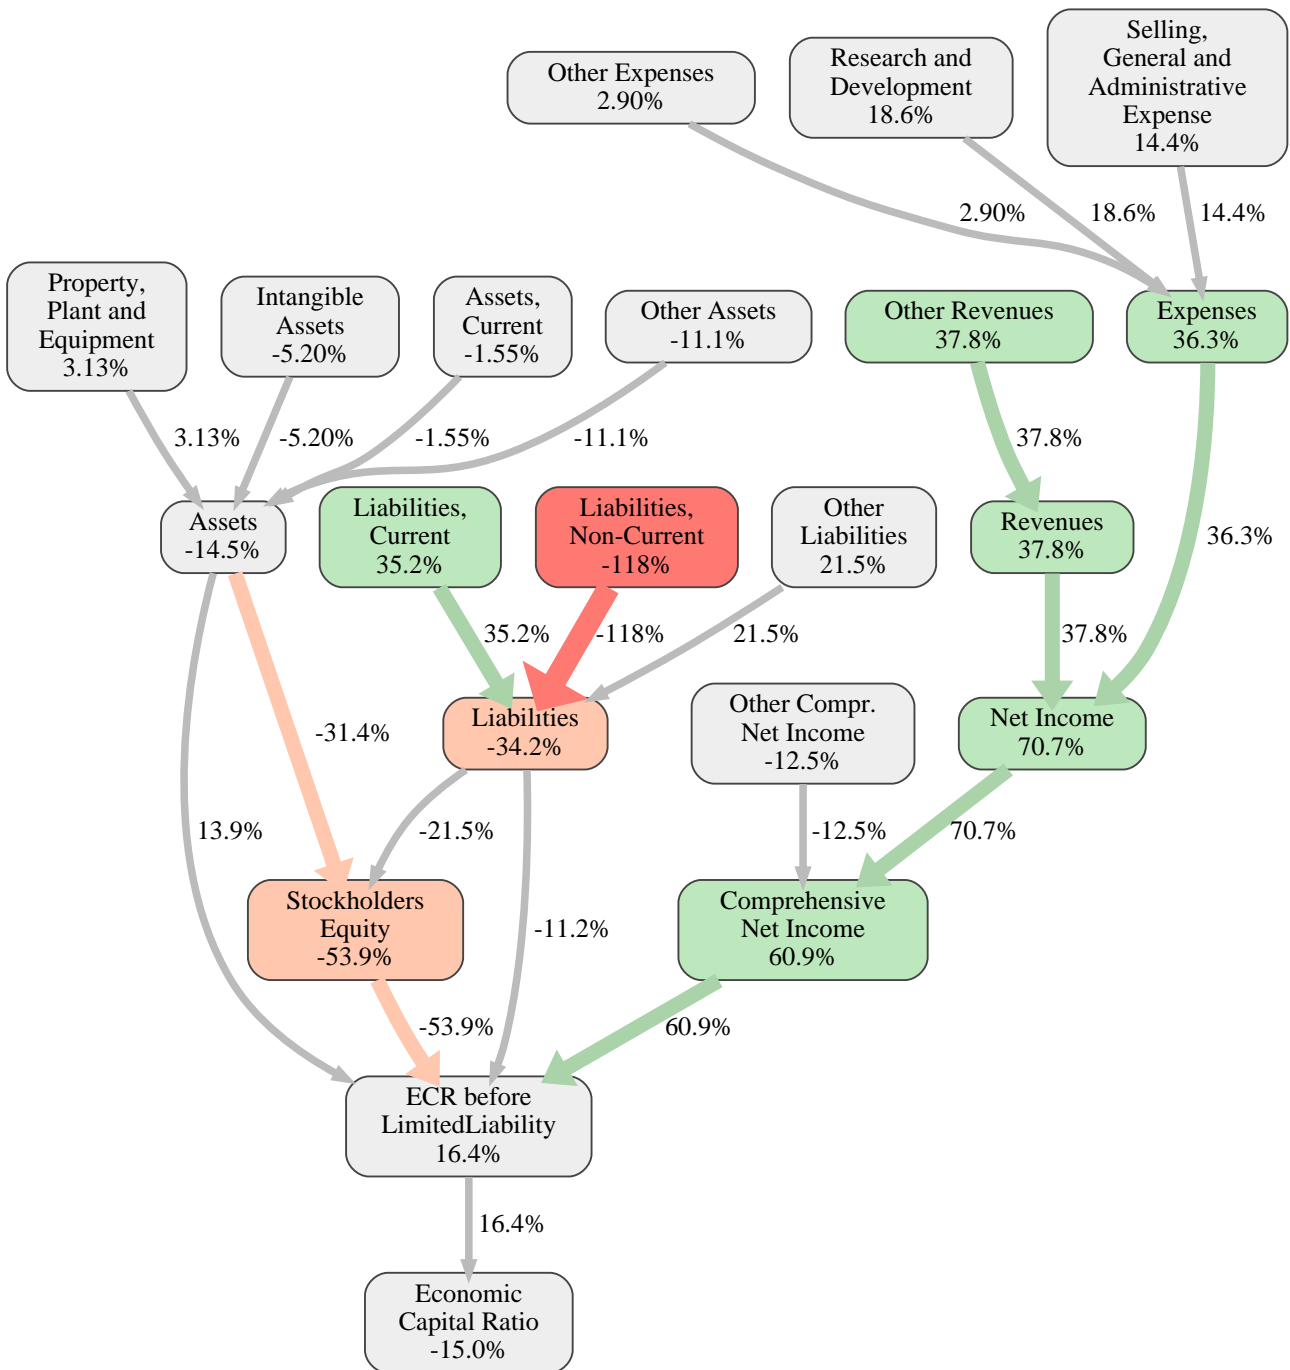 Selling,
General and
Administrative
Expense
14.4%
Research and
Development
18.6%
Other Expenses
2.90%
2.90%
18.6%
14.4%
Property,
Plant and
Equipment
3.13%
Intangible
Assets
-5.20%
Assets,
Current
-1.55%
Other Assets
-11.1%
Other Revenues
37.8%
Expenses
36.3%
3.13%
-5.20%
-1.55%
-11.1%
37.8%
36.3%
Assets
-14.5%
Liabilities,
Current
35.2%
Liabilities,
Non-Current
-118%
Other
Liabilities
21.5%
Revenues
37.8%
35.2%
-118%
21.5%
37.8%
Liabilities
-34.2%
Other Compr.
Net Income
-12.5%
Net Income
70.7%
-31.4%
13.9%
-21.5%
-12.5%
70.7%
Stockholders
Equity
-53.9%
-11.2%
Comprehensive
Net Income
60.9%
-53.9%
60.9%
ECR before
LimitedLiability
16.4%
16.4%
Economic
Capital Ratio
-15.0%